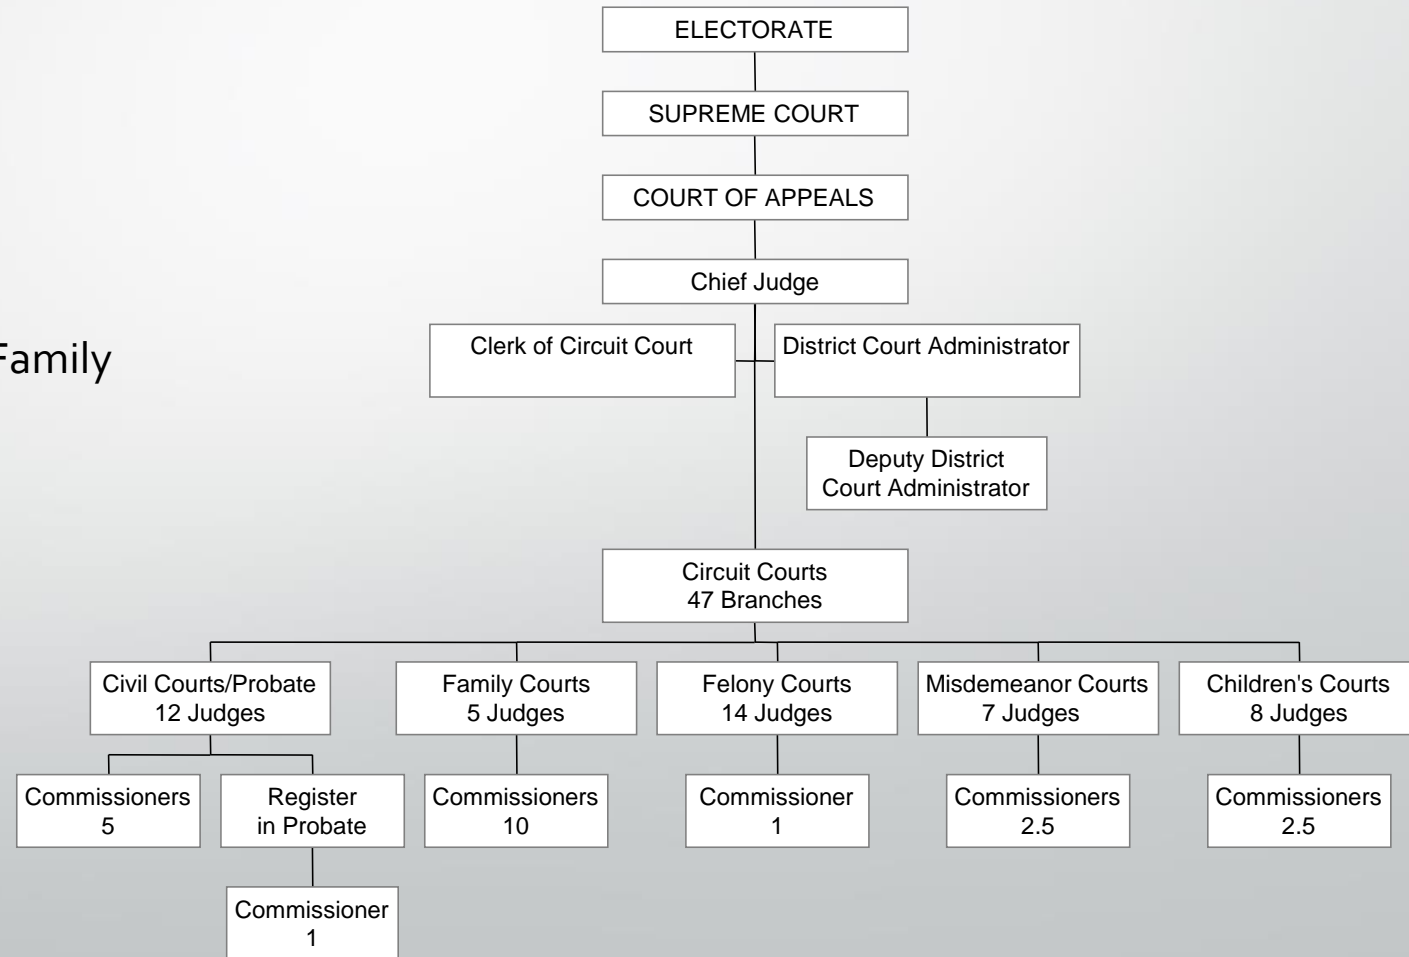 ELECTORATE
SUPREME COURT
COURT OF APPEALS
Chief Judge
Family
Clerk of Circuit Court
District Court Administrator
Deputy District
Court Administrator
Circuit Courts
47 Branches
Civil Courts/Probate
12 Judges
Family Courts
5 Judges
Felony Courts
14 Judges
Misdemeanor Courts
7 Judges
Children's Courts
8 Judges
Commissioners
5
Register
in Probate
Commissioners
10
Commissioner
1
Commissioners
2.5
Commissioners
2.5
Commissioner
1